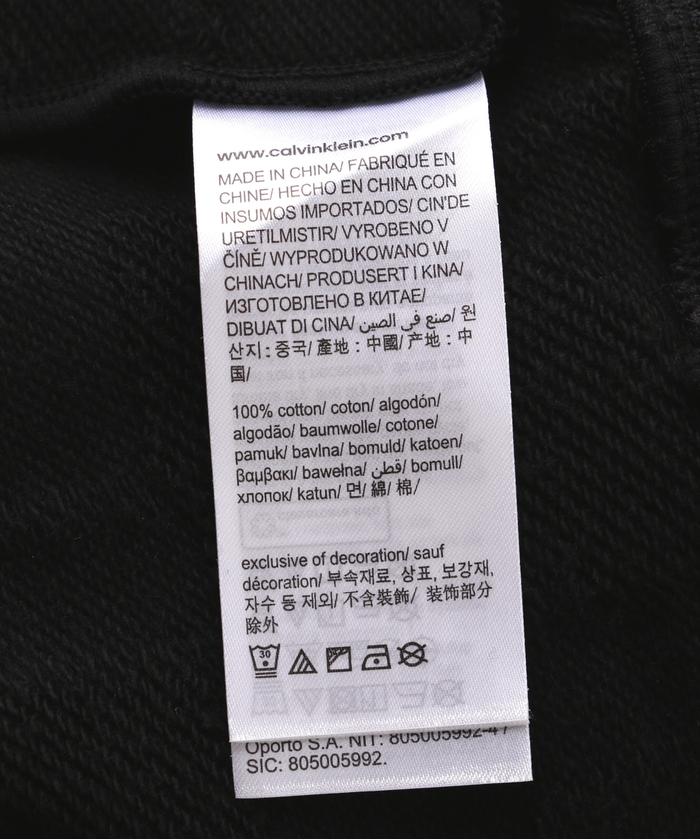 www.calvinklein.com
MADE IN CHINA/ FABRIQUÉ EN
CHINE/ HECHO EN CHINA CON
INSUMOS IMPORTADOS/ CIN'DE
URETILMISTIR/ VYROBENO V
ČÍNĚ/ WYPRODUKOWANO W
CHINACH/ PRODUSERT I KINA/
ИЗГОТОВЛЕНО В КИТАЕ/
DIBUAT DI CINA/ صنع في الصين/ 원
산지: 중국/ 產地：中國/ 产地：中
国/
100% cotton/ coton/ algodón/
algodão/ baumwolle/ cotone/
pamuk/ bavlna/ bomuld/ katoen/
βαμβακι/ bawełna/ قطن/ bomull/
хлопок/ katun/ 면/ 綿/ 棉/
exclusive of decoration/ sauf
décoration/ 부속재료, 상표, 보강재,
자수 등 제외/ 不含裝飾/ 装饰部分
除外
30
Oporto S.A. NIT: 805005992-47
SIC: 805005992.